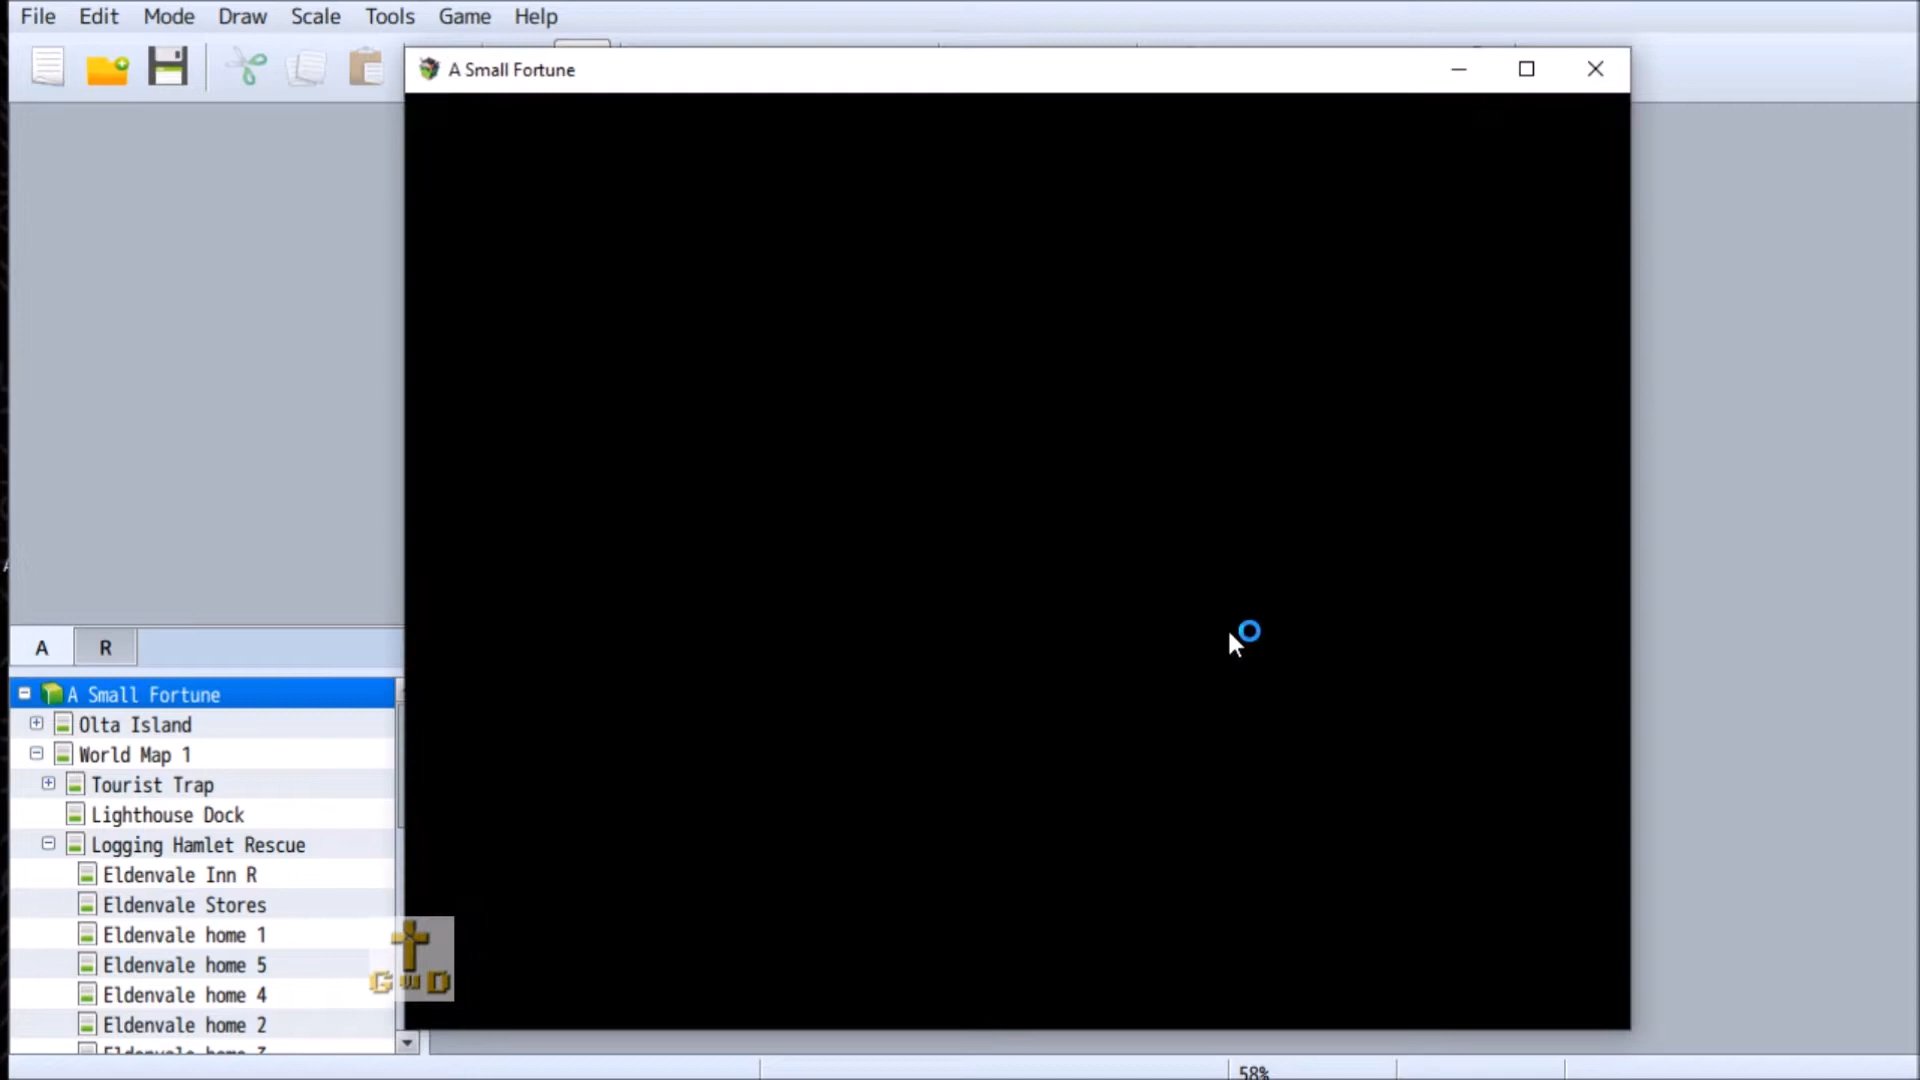 File Edit Mode Draw Scale Tools Game Help
A Small Fortune
A R
A Small Fortune
Olta Island
World Map 1
Tourist Trap
Lighthouse Dock
Logging Hamlet Rescue
Eldenvale Inn R
Eldenvale Stores
Eldenvale home 1
Eldenvale home 5
Eldenvale home 4
Eldenvale home 2
GWD
58%